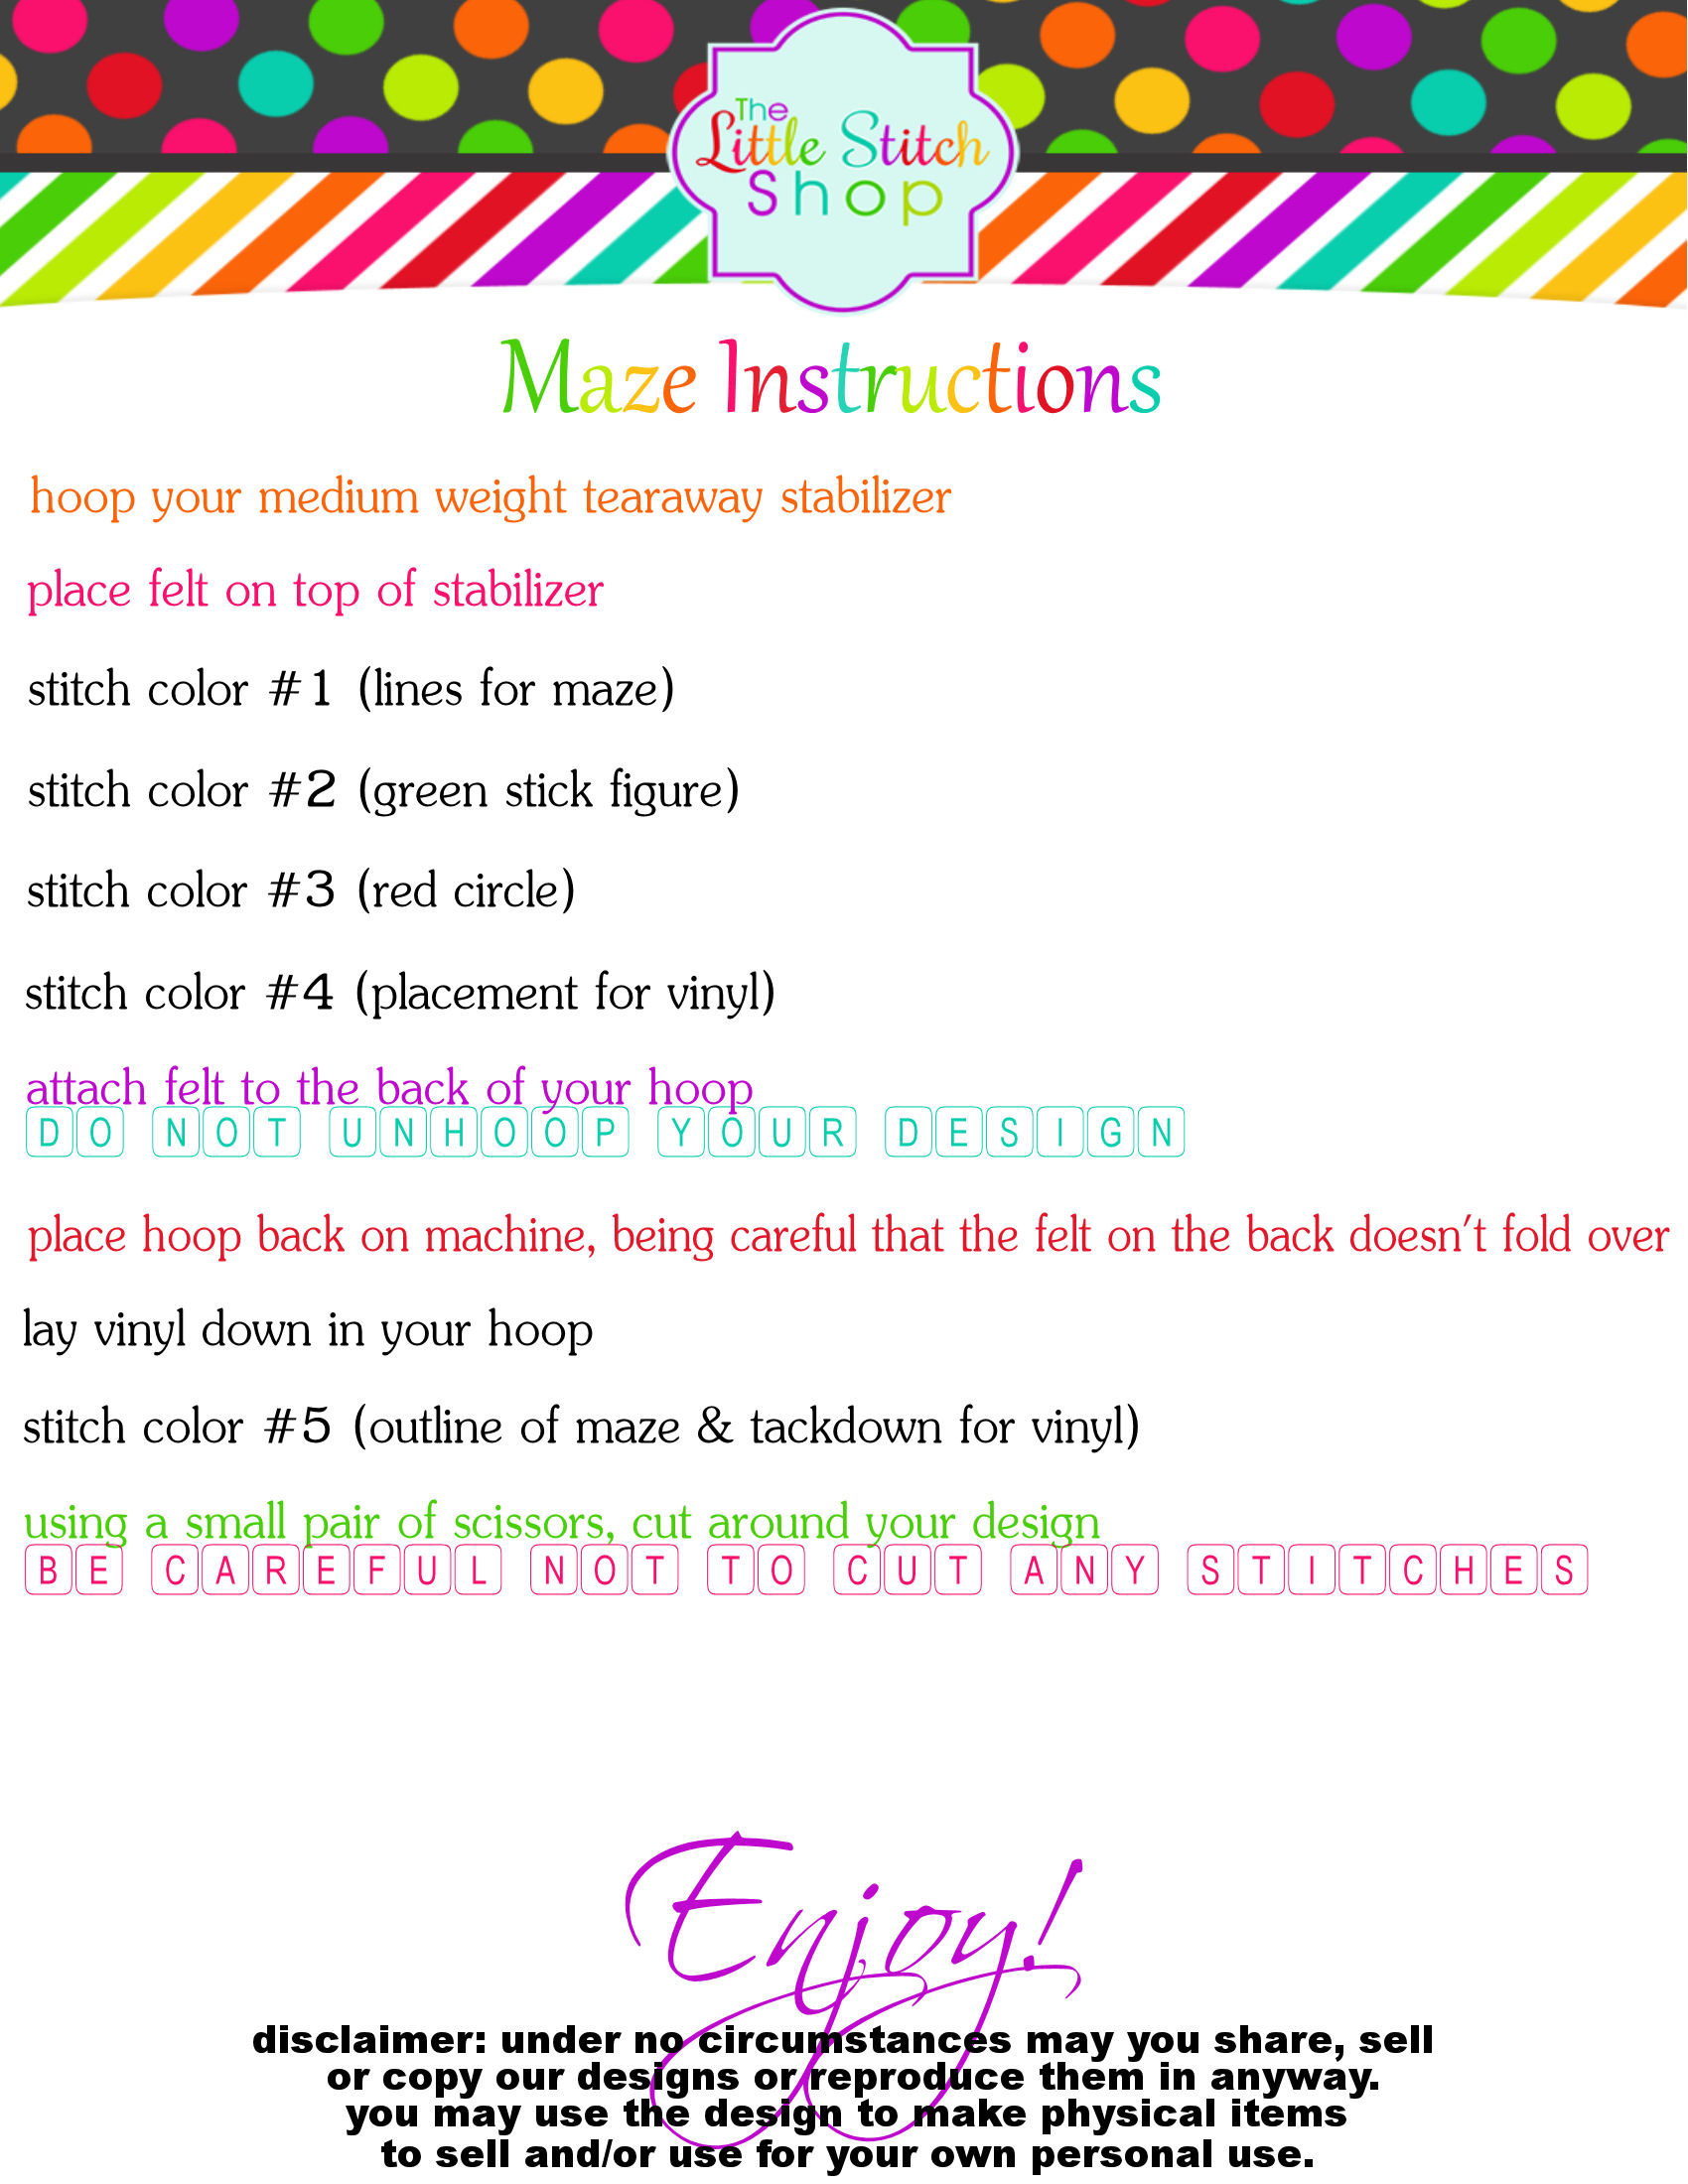 The
Little Stitch
Shop
Maze Instructions
hoop your medium weight tearaway stabilizer
place felt on top of stabilizer
stitch color #1 (lines for maze)
stitch color #2 (green stick figure)
stitch color #3 (red circle)
stitch color #4 (placement for vinyl)
attach felt to the back of your hoop
DO NOT UNHOOP YOUR DESIGN
place hoop back on machine, being careful that the felt on the back doesn't fold over
lay vinyl down in your hoop
stitch color #5 (outline of maze & tackdown for vinyl)
using a small pair of scissors, cut around your design
BE CAREFUL NOT TO CUT ANY STITCHES
Enjoy!
disclaimer: under no circumstances may you share, sell
or copy our designs or reproduce them in anyway.
you may use the design to make physical items
to sell and/or use for your own personal use.